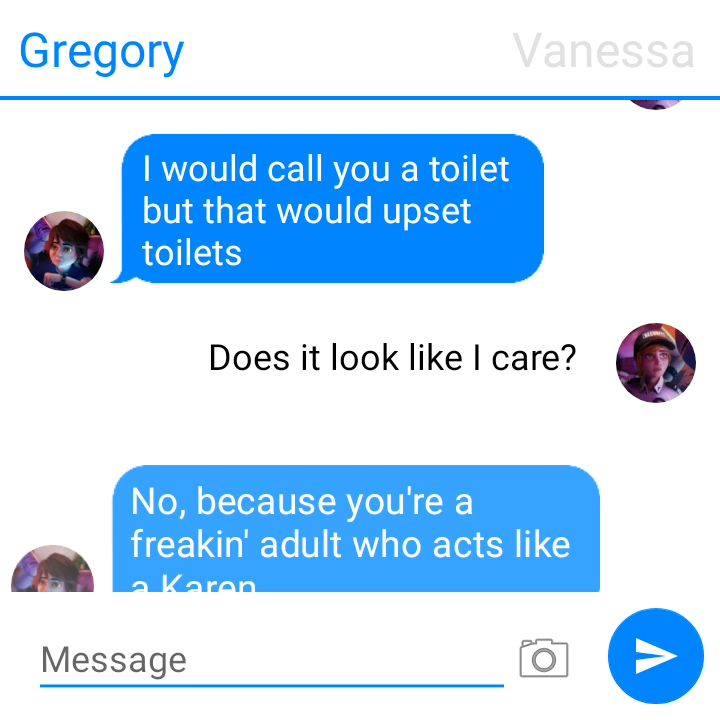 Gregory Vanessa
I would call you a toilet
but that would upset
toilets
Does it look like I care?
No, because you're a
freakin' adult who acts like
a Karen
Message